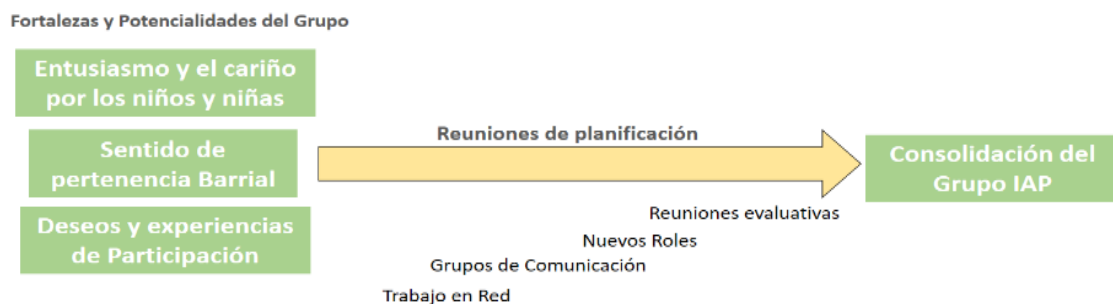 Fortalezas y Potencialidades del Grupo
Entusiasmo y el cariño
por los niños y niñas
Sentido de
pertenencia Barrial
Deseos y experiencias
de Participación
Reuniones de planificación
Reuniones evaluativas
Nuevos Roles
Grupos de Comunicación
Trabajo en Red
Consolidación del
Grupo IAP